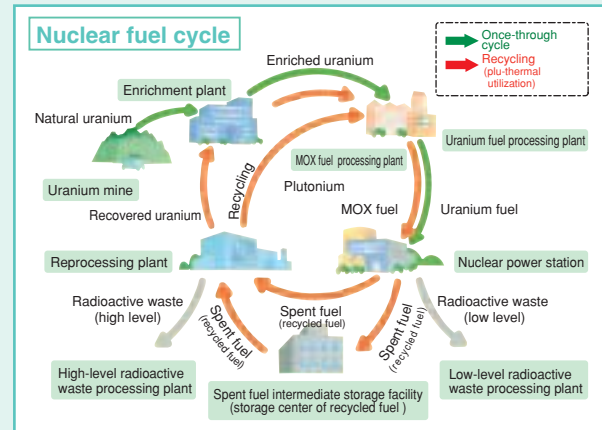 Nuclear fuel cycle
Once-through
cycle
Recycling
(plu-thermal
utilization)
Enriched uranium
Enrichment plant
Natural uranium
Uranium fuel processing plant
MOX fuel processing plant
Uranium mine
Recycling
Plutonium
Recovered uranium
MOX fuel
Uranium fuel
Reprocessing plant
Nuclear power station
Radioactive waste
(high level)
Spent fuel
(recycled fuel)
Spent fuel
(recycled fuel)
Spent fuel
(recycled fuel)
Radioactive waste
(low level)
High-level radioactive
waste processing plant
Spent fuel intermediate storage facility
(storage center of recycled fuel )
Low-level radioactive
waste processing plant